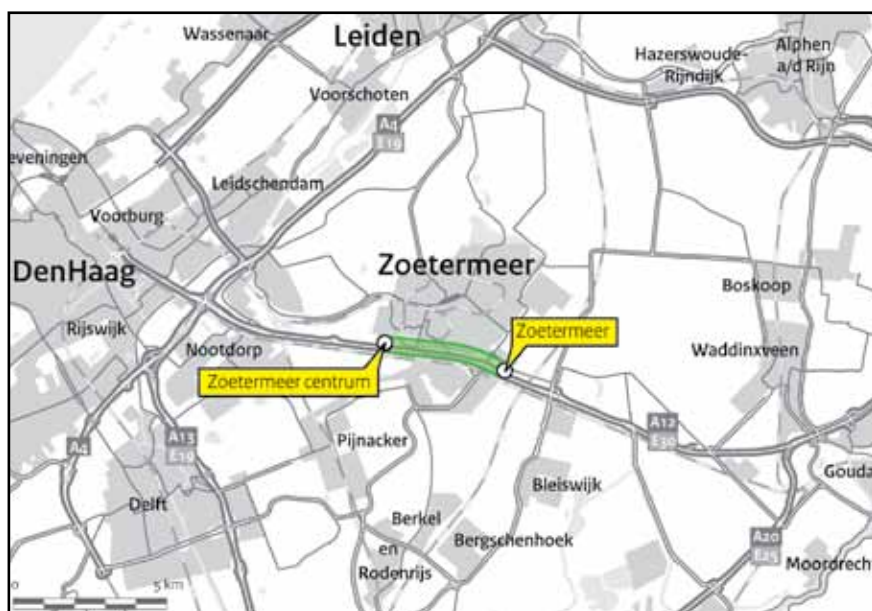 Wassenaar
Leiden
Hazerswoude-
Rijndijk
Alphen
a/d Rijn
Voorschoten
A4
E19
eveningen
Leidschendam
Voorburg
DenHaag
Zoetermeer
Boskoop
Rijswijk
Nootdorp
Zoetermeer
Waddinxveen
Zoetermeer centrum
A4
A13
E19
Pijnacker
A12
E30
Gouda
Delft
Bleiswijk
Berkel
en
Rodenrijs
Bergschenhoek
A20
E25
Moordrecht
0
5 km